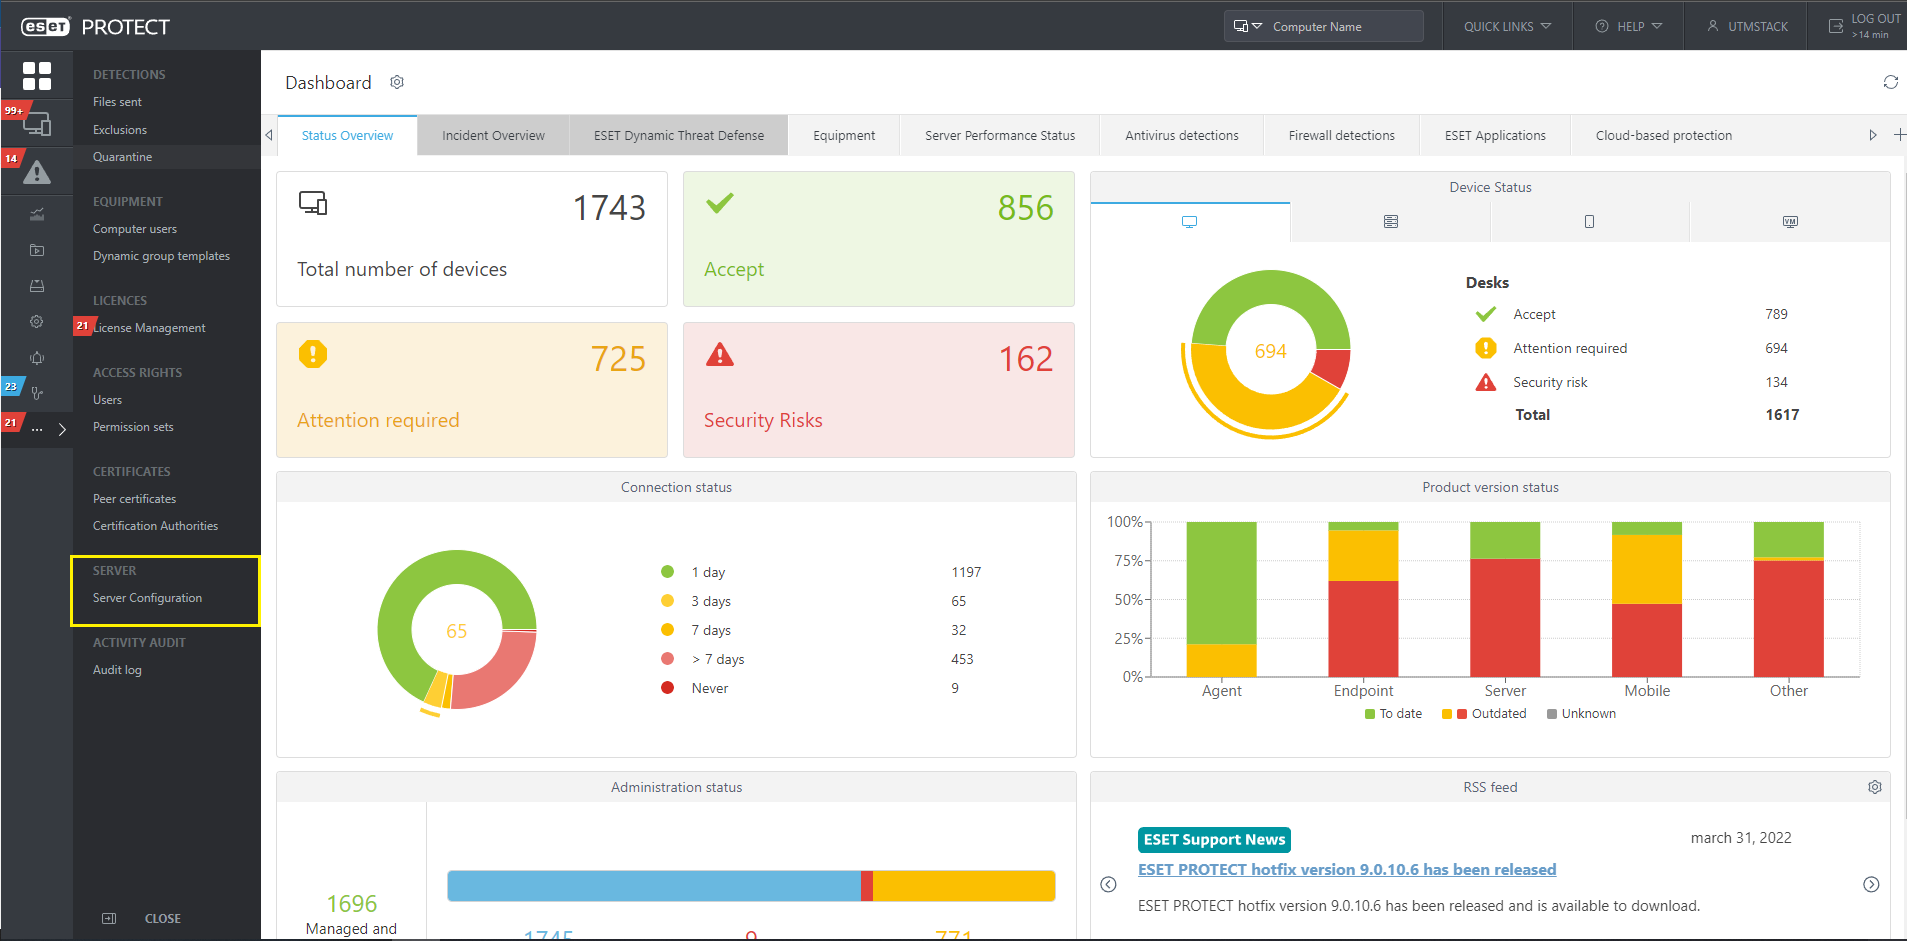 eset PROTECT
Computer Name
QUICK LINKS
HELP
UTMSTACK
LOG OUT
>14 min
99+
14
23
21
DETECTIONS
Files sent
Exclusions
Quarantine
EQUIPMENT
Computer users
Dynamic group templates
LICENCES
21
License Management
ACCESS RIGHTS
Users
Permission sets
CERTIFICATES
Peer certificates
Certification Authorities
SERVER
Server Configuration
ACTIVITY AUDIT
Audit log
CLOSE
Dashboard
Status Overview
Incident Overview
ESET Dynamic Threat Defense
Equipment
Server Performance Status
Antivirus detections
Firewall detections
ESET Applications
Cloud-based protection
1743
Total number of devices
856
Accept
725
Attention required
162
Security Risks
Device Status
VM
694
Desks
Accept 789
Attention required 694
Security risk 134
Total 1617
Connection status
65
1 day 1197
3 days 65
7 days 32
> 7 days 453
Never 9
Product version status
100%
75%
50%
25%
0%
Agent Endpoint Server Mobile Other
To date Outdated Unknown
Administration status
1696
Managed and
1745 9 771
RSS feed
ESET Support News
march 31, 2022
ESET PROTECT hotfix version 9.0.10.6 has been released
ESET PROTECT hotfix version 9.0.10.6 has been released and is available to download.